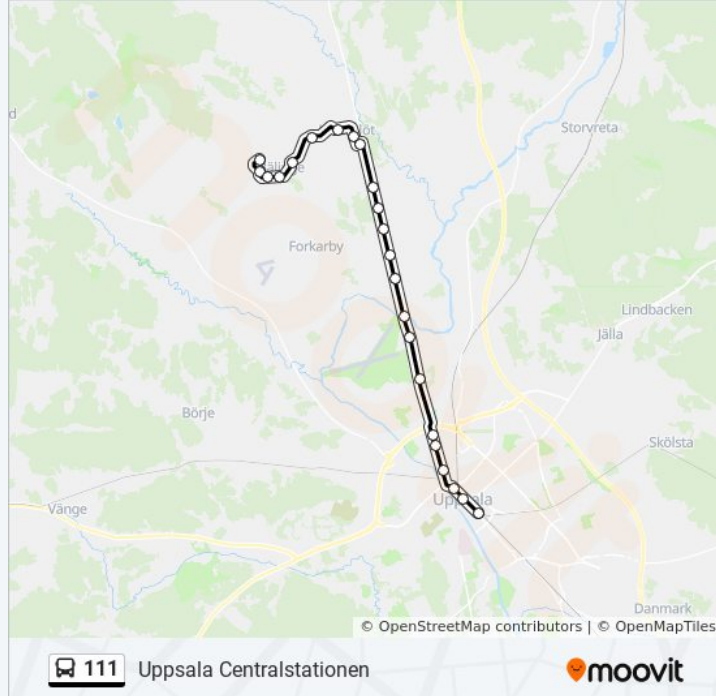 d
Storvreta
Forkarby
Lindbacken
Jälla
Börje
Skölsta
Uppsala
Vänge
Danmark
© OpenStreetMap contributors | © OpenMapTiles
111 Uppsala Centralstationen moovit